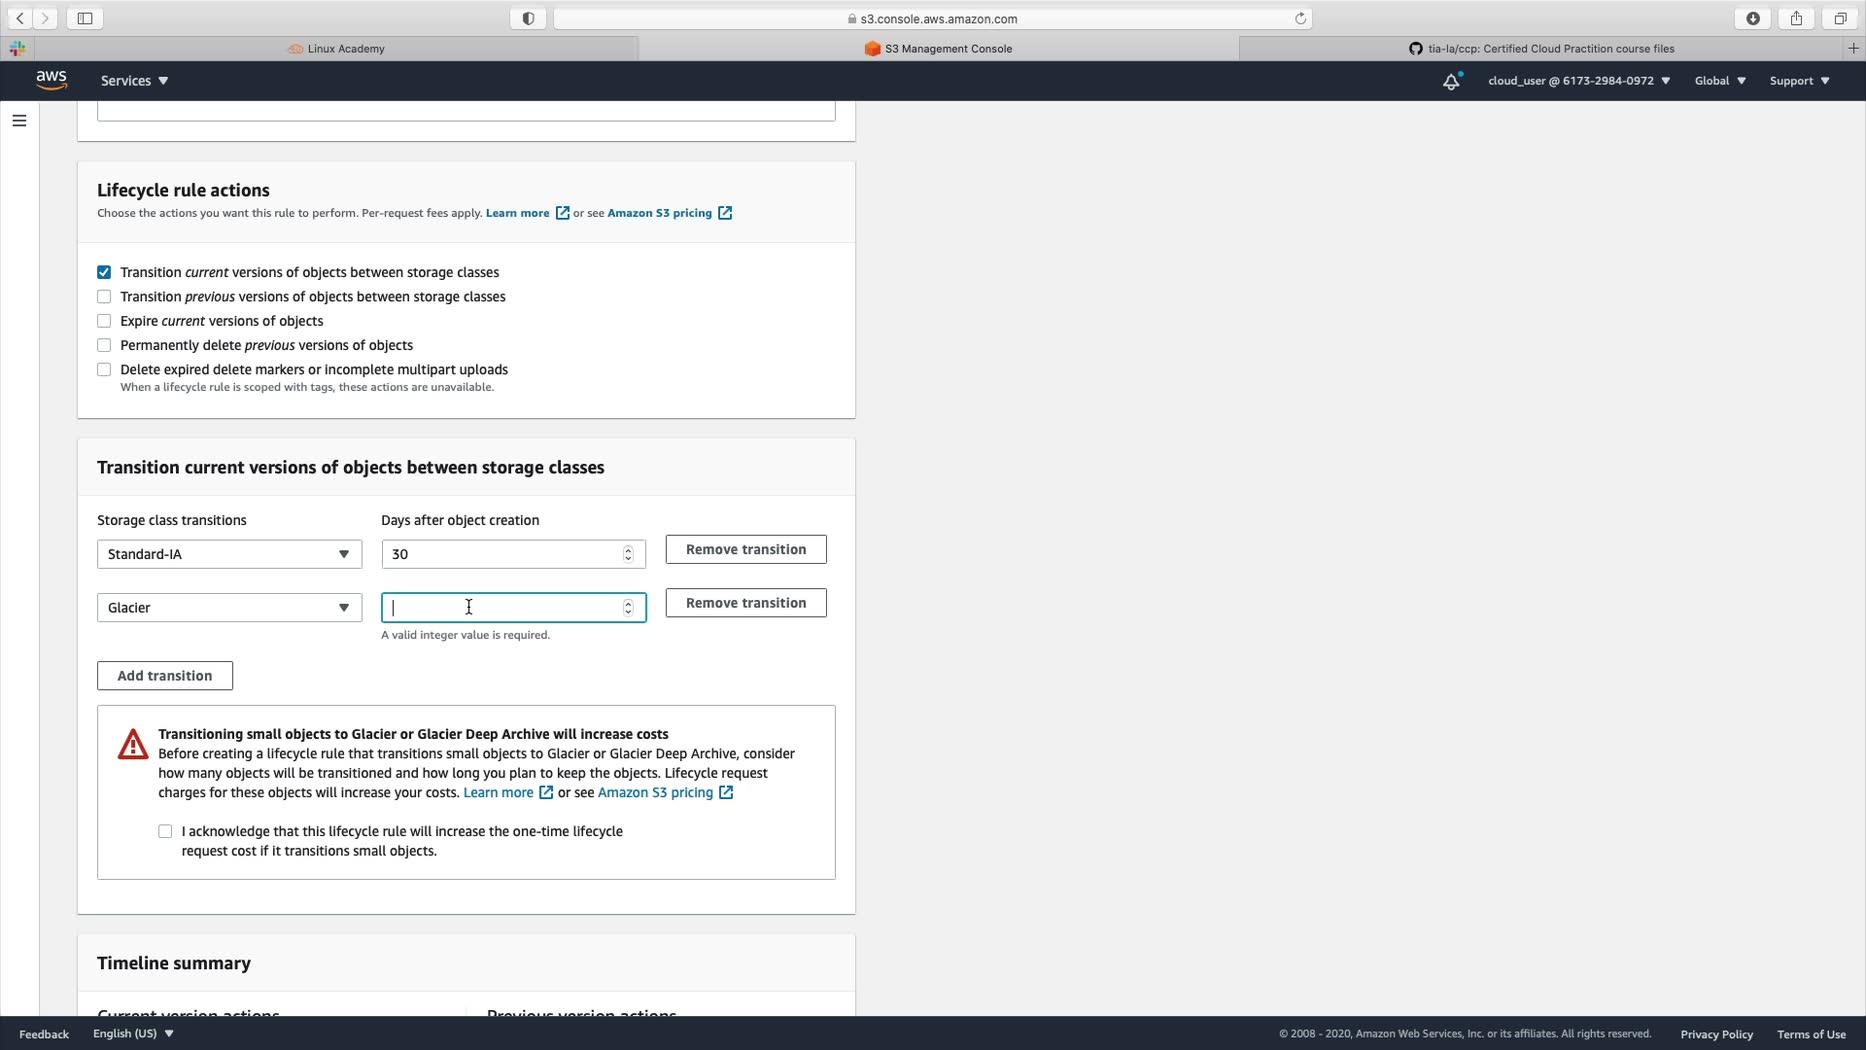 s3.console.aws.amazon.com
Linux Academy
S3 Management Console
tia-la/ccp: Certified Cloud Practition course files
aws
Services
cloud_user @ 6173-2984-0972
Global
Support
Lifecycle rule actions
Choose the actions you want this rule to perform. Per-request fees apply. Learn more or see Amazon S3 pricing
Transition current versions of objects between storage classes
Transition previous versions of objects between storage classes
Expire current versions of objects
Permanently delete previous versions of objects
Delete expired delete markers or incomplete multipart uploads
When a lifecycle rule is scoped with tags, these actions are unavailable.
Transition current versions of objects between storage classes
Storage class transitions
Days after object creation
Standard-IA
30
Remove transition
Glacier
Remove transition
A valid integer value is required.
Add transition
Transitioning small objects to Glacier or Glacier Deep Archive will increase costs
Before creating a lifecycle rule that transitions small objects to Glacier or Glacier Deep Archive, consider
how many objects will be transitioned and how long you plan to keep the objects. Lifecycle request
charges for these objects will increase your costs. Learn more or see Amazon S3 pricing
I acknowledge that this lifecycle rule will increase the one-time lifecycle
request cost if it transitions small objects.
Timeline summary
Current version actions
Previous version actions
Feedback
English (US)
© 2008 - 2020, Amazon Web Services, Inc. or its affiliates. All rights reserved.
Privacy Policy
Terms of Use